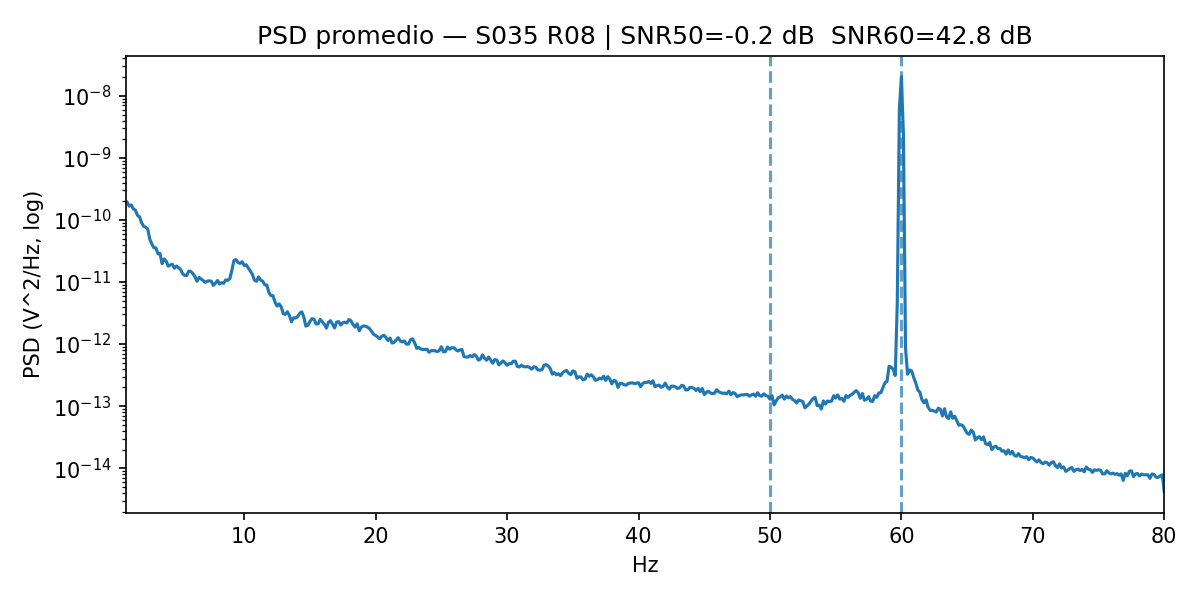 PSD promedio — S035 R08 | SNR50=-0.2 dB  SNR60=42.8 dB
PSD (V^2/Hz, log)
10^-8
10^-9
10^-10
10^-11
10^-12
10^-13
10^-14
10 20 30 40 50 60 70 80
Hz